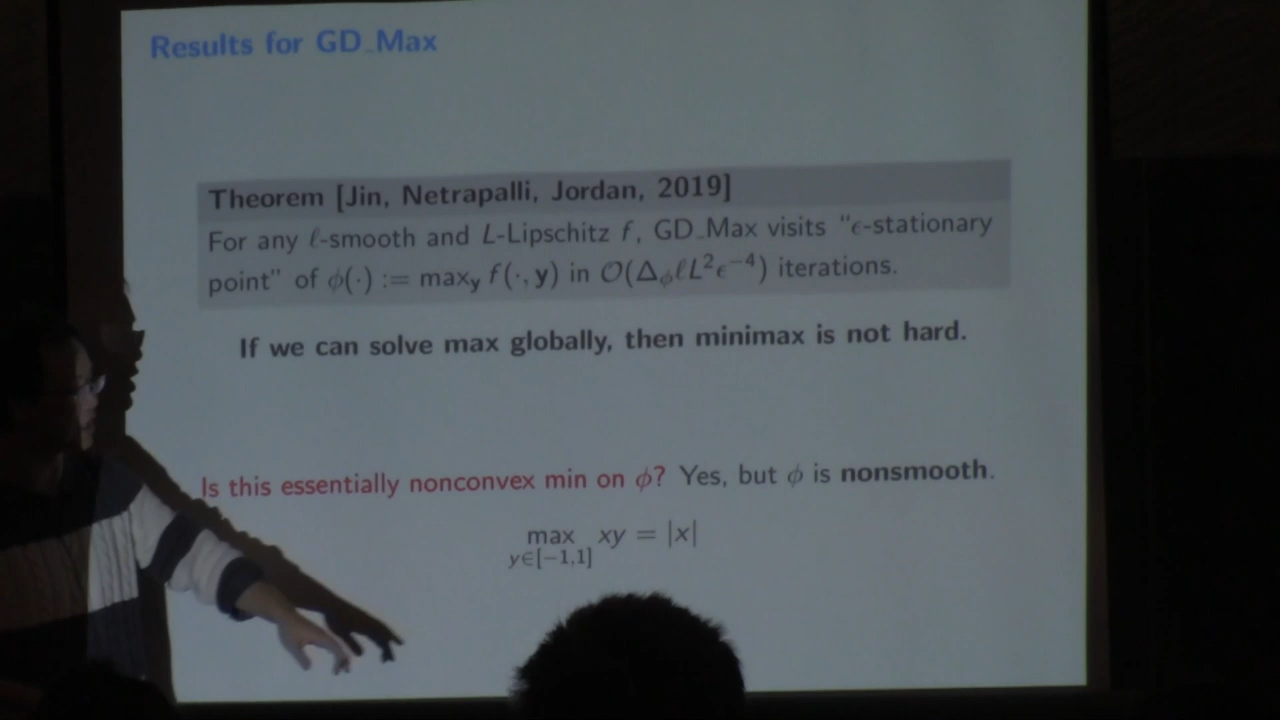 Results for GD_Max
Theorem [Jin, Netrapalli, Jordan, 2019]
For any ℓ-smooth and L-Lipschitz f, GD_Max visits “ϵ-stationary
point” of ϕ(·) := max_y f(·, y) in O(Δ_ϕ ℓL²ϵ⁻⁴) iterations.
If we can solve max globally, then minimax is not hard.
Is this essentially nonconvex min on ϕ? Yes, but ϕ is nonsmooth.
max xy = |x|
y∈[−1,1]